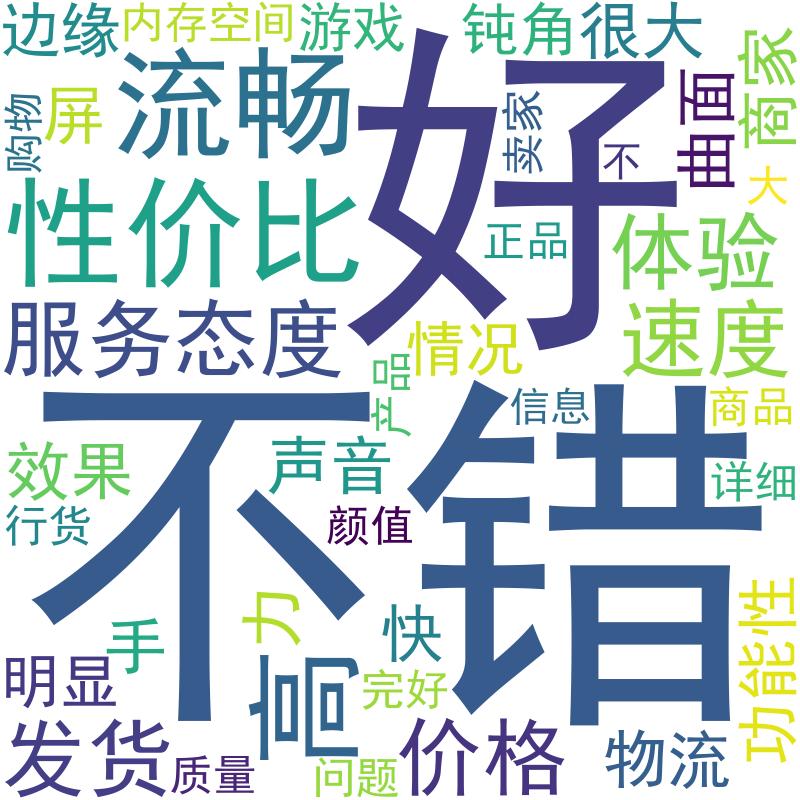 边缘
内存空间
游戏
钝角
很大
购物
屏
流畅
好
卖家
不
曲面
商家
大
性价比
正品
体验
服务态度
情况
速度
产品
不错
信息
商品
效果
声音
详细
行货
颜值
力
手
快
功能性
明显
高
完好
发货
质量
问题
价格
物流